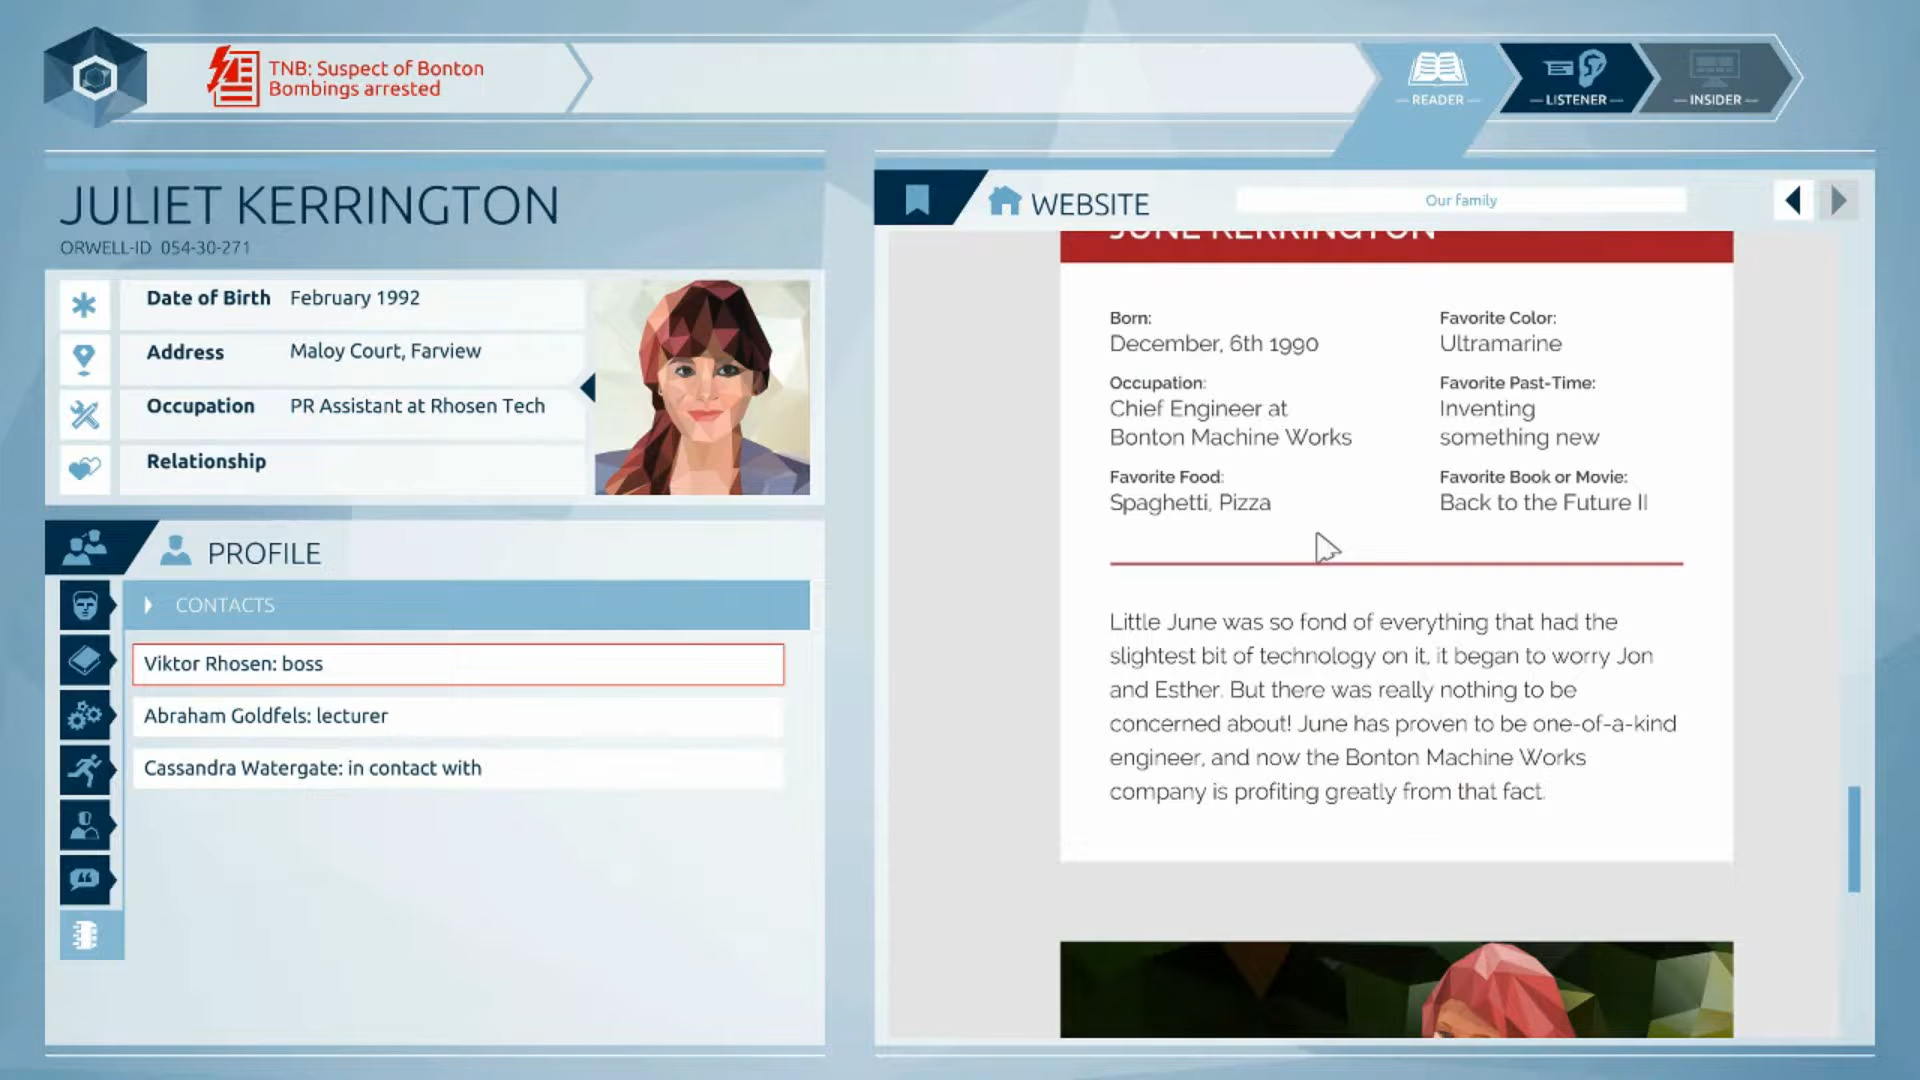 TNB: Suspect of Bonton
Bombings arrested
READER
LISTENER
INSIDER
JULIET KERRINGTON
ORWELL-ID 054-30-271
Date of Birth February 1992
Address Maloy Court, Farview
Occupation PR Assistant at Rhosen Tech
Relationship
PROFILE
CONTACTS
Viktor Rhosen: boss
Abraham Goldfels: lecturer
Cassandra Watergate: in contact with
WEBSITE
Our family
JUNE KERRINGTON
Born:
December, 6th 1990
Favorite Color:
Ultramarine
Occupation:
Chief Engineer at
Bonton Machine Works
Favorite Past-Time:
Inventing
something new
Favorite Food:
Spaghetti, Pizza
Favorite Book or Movie:
Back to the Future II
Little June was so fond of everything that had the
slightest bit of technology on it, it began to worry Jon
and Esther. But there was really nothing to be
concerned about! June has proven to be one-of-a-kind
engineer, and now the Bonton Machine Works
company is profiting greatly from that fact.